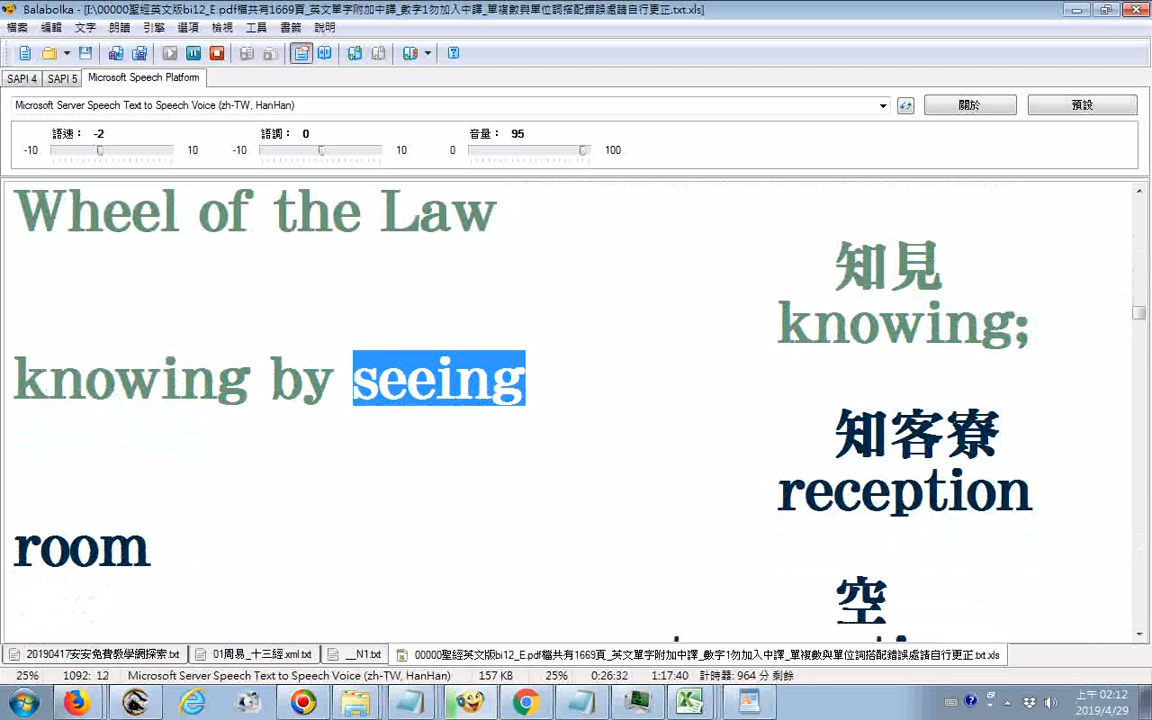 Balabolka - [I:\00000聖經英文版bi12_E.pdf檔共有1669頁_英文單字附加中譯_數字1勿加入中譯_單複數與單位詞搭配錯誤處請自行更正.txt.xls]
檔案 編輯 文字 朗讀 引擎 選項 檢視 工具 書籤 說明
SAPI 4 SAPI 5 Microsoft Speech Platform
Microsoft Server Speech Text to Speech Voice (zh-TW, HanHan) 關於 預設
語速： -2 語調： 0 音量： 95
-10 10 -10 10 0 100
Wheel of the Law
知見
knowing;
knowing by seeing
知客寮
reception
room
空
20190417安安免費教學網探索.txt 01周易_十三經.xml.txt __N1.txt 00000聖經英文版bi12_E.pdf檔共有1669頁_英文單字附加中譯_數字1勿加入中譯_單複數與單位詞搭配錯誤處請自行更正.txt.xls
25% 1092: 12 Microsoft Server Speech Text to Speech Voice (zh-TW, HanHan) 157 KB 25% 0:26:32 1:17:40 計時器: 964 分 剩餘
上午 02:12
2019/4/29